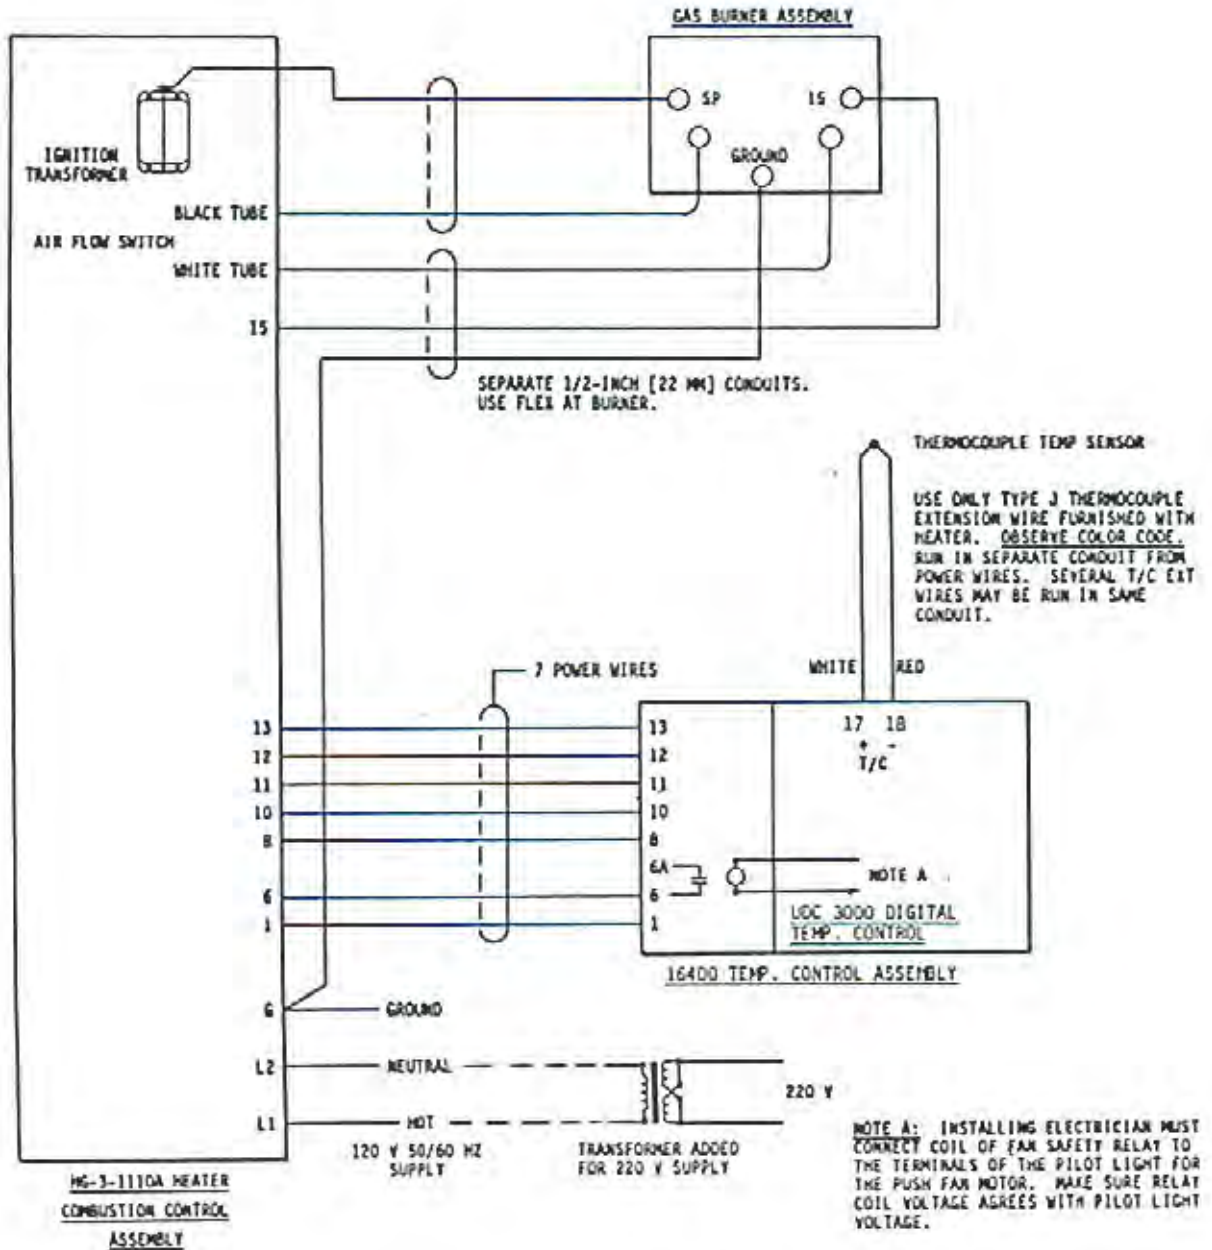 GAS BURNER ASSEMBLY
SP
1S
GROUND
IGNITION
TRANSFORMER
BLACK TUBE
AIR FLOW SWITCH
WHITE TUBE
1S
SEPARATE 1/2-INCH [22 MM] CONDUITS.
USE FLEX AT BURNER.
THERMOCOUPLE TEMP SENSOR
USE ONLY TYPE J THERMOCOUPLE
EXTENSION WIRE FURNISHED WITH
HEATER. OBSERVE COLOR CODE.
RUN IN SEPARATE CONDUIT FROM
POWER WIRES. SEVERAL T/C EXT
WIRES MAY BE RUN IN SAME
CONDUIT.
7 POWER WIRES
WHITE RED
13 13 17 18
12 12 + -
11 11 T/C
10 10
8 8
6A
6 6
1 1
NOTE A
UDC 3000 DIGITAL
TEMP. CONTROL
16400 TEMP. CONTROL ASSEMBLY
G GROUND
L2 NEUTRAL
220 V
L1 HOT
120 V 50/60 HZ
SUPPLY
TRANSFORMER ADDED
FOR 220 V SUPPLY
NOTE A: INSTALLING ELECTRICIAN MUST
CONNECT COIL OF FAN SAFETY RELAY TO
THE TERMINALS OF THE PILOT LIGHT FOR
THE PUSH FAN MOTOR. MAKE SURE RELAY
COIL VOLTAGE AGREES WITH PILOT LIGHT
VOLTAGE.
MG-3-1110A HEATER
COMBUSTION CONTROL
ASSEMBLY